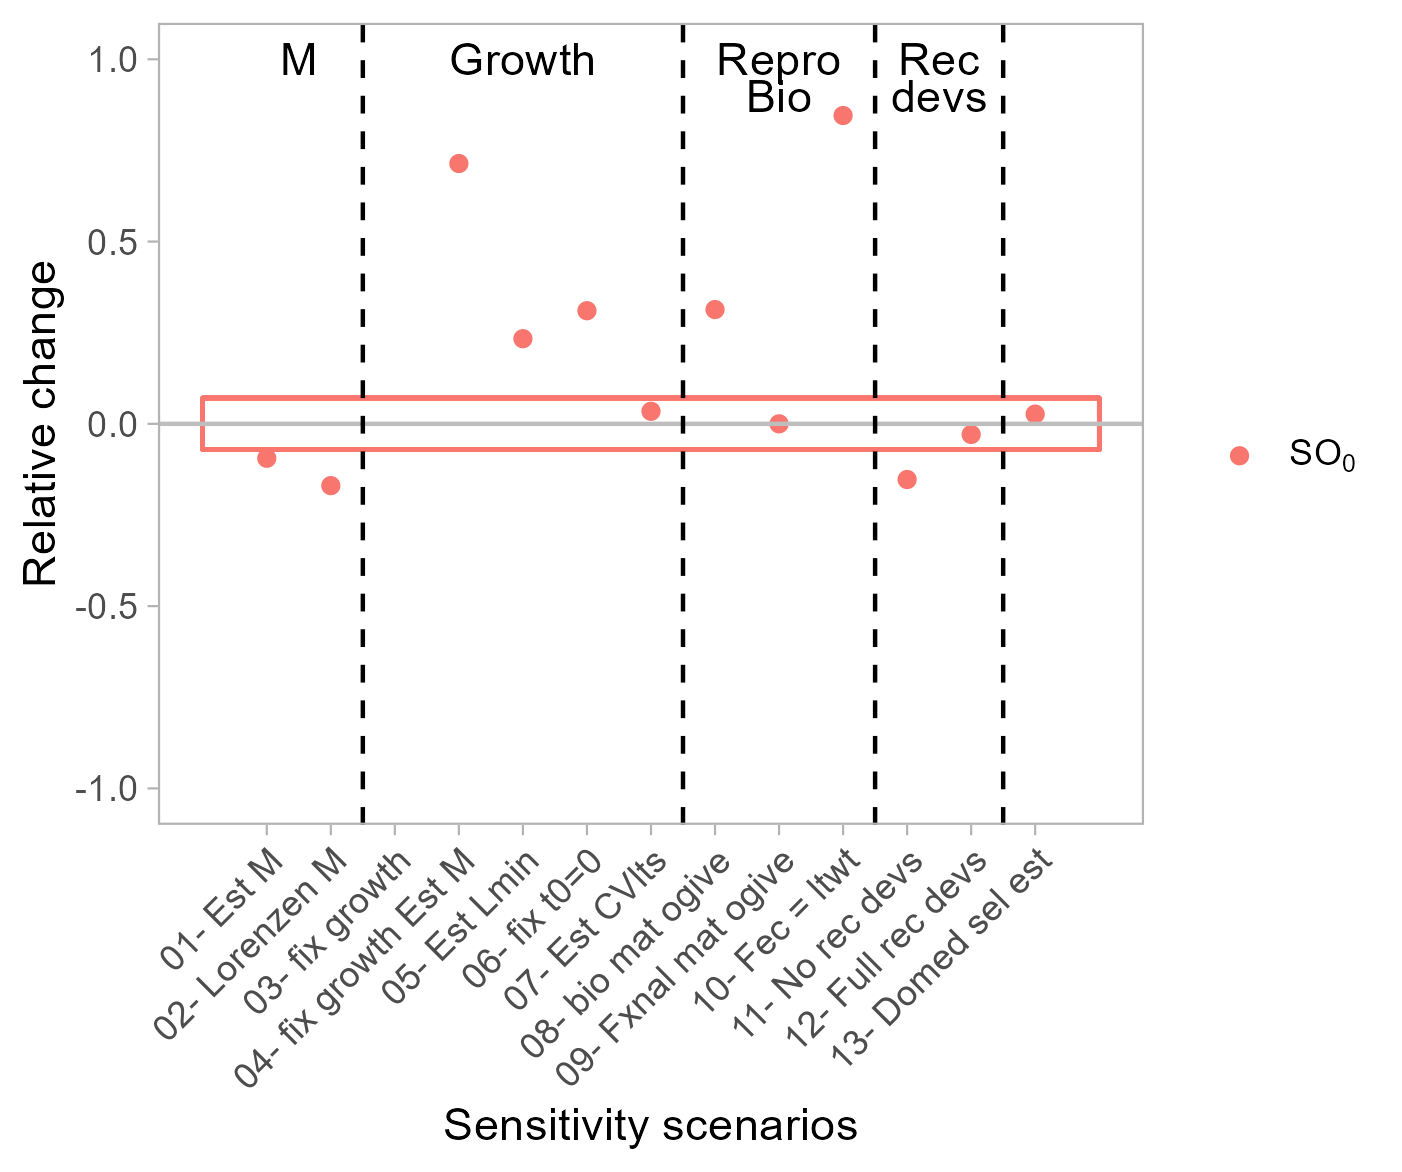 M
Growth
Repro
Bio
Rec
devs
1.0
0.5
0.0
-0.5
-1.0
Relative change
SO₀
01- Est M
02- Lorenzen M
03- fix growth
04- fix growth Est M
05- Est Lmin
06- fix t0=0
07- Est CVlts
08- bio mat ogive
09- Fxnal mat ogive
10- Fec = ltwt
11- No rec devs
12- Full rec devs
13- Domed sel est
Sensitivity scenarios